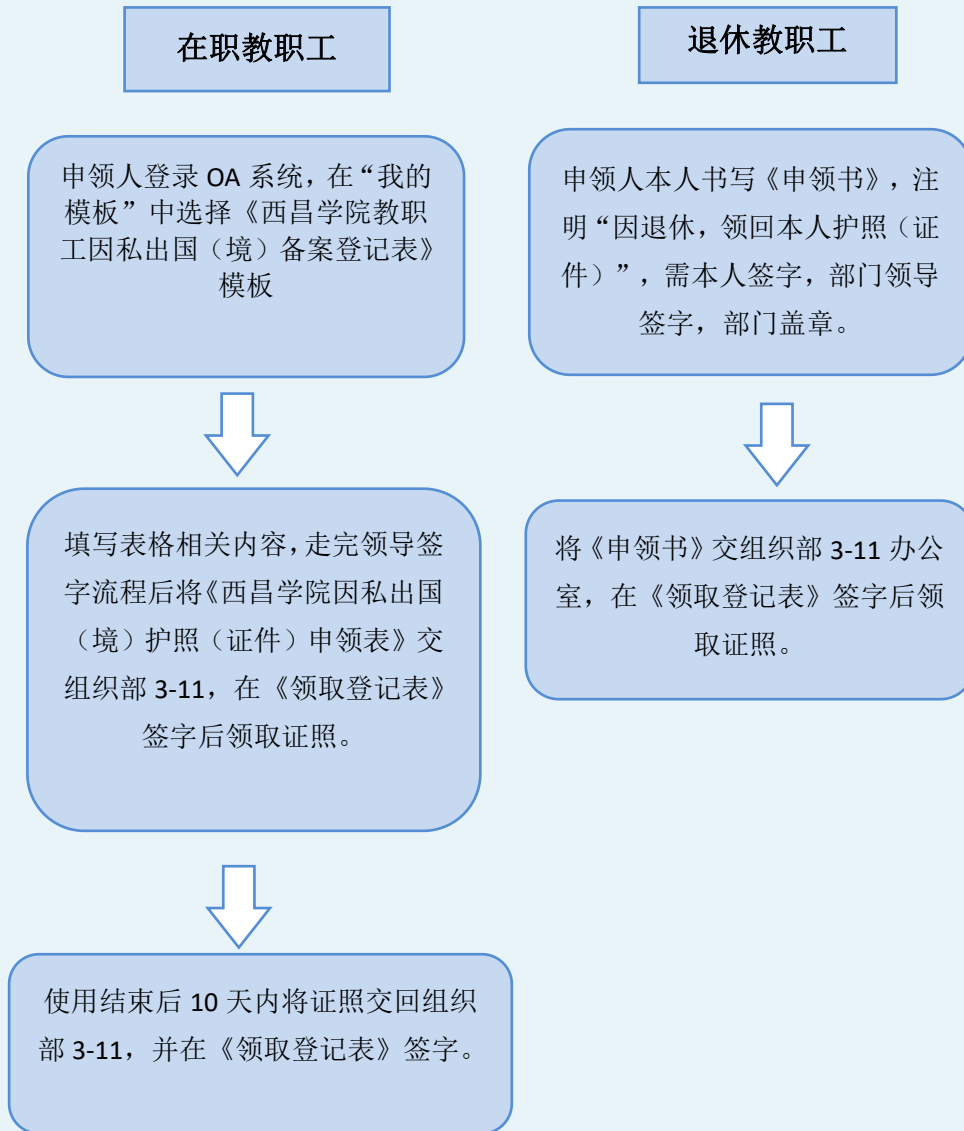 在职教职工
申领人登录 OA 系统，在“我的
模板”中选择《西昌学院教职
工因私出国（境）备案登记表》
模板
填写表格相关内容，走完领导签
字流程后将《西昌学院因私出国
（境）护照（证件）申领表》交
组织部 3-11，在《领取登记表》
签字后领取证照。
使用结束后 10 天内将证照交回组织
部 3-11，并在《领取登记表》签字。
退休教职工
申领人本人书写《申领书》，注
明“因退休，领回本人护照（证
件）”，需本人签字，部门领导
签字，部门盖章。
将《申领书》交组织部 3-11 办公
室，在《领取登记表》签字后领
取证照。